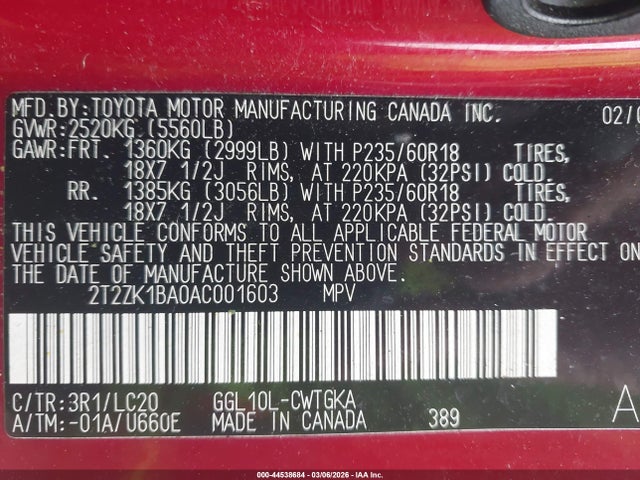 MFD.BY:TOYOTA MOTOR MANUFACTURING CANADA INC. 02/
GVWR:2520KG (5560LB)
GAWR:FRT. 1360KG (2999LB) WITH P235/60R18 TIRES,
18X7 1/2J RIMS, AT 220KPA (32PSI) COLD.
RR. 1385KG (3056LB) WITH P235/60R18 TIRES,
18X7 1/2J RIMS, AT 220KPA (32PSI) COLD.
THIS VEHICLE CONFORMS TO ALL APPLICABLE FEDERAL MOTOR
VEHICLE SAFETY AND THEFT PREVENTION STANDARDS IN EFFECT ON
THE DATE OF MANUFACTURE SHOWN ABOVE.
2T2ZK1BA0AC001603 MPV
C/TR:3R1/LC20 GGL10L-CWTGKA A
A/TM:-01A/U660E MADE IN CANADA 389
000-44538684 | 03/06/2026 - IAA Inc.